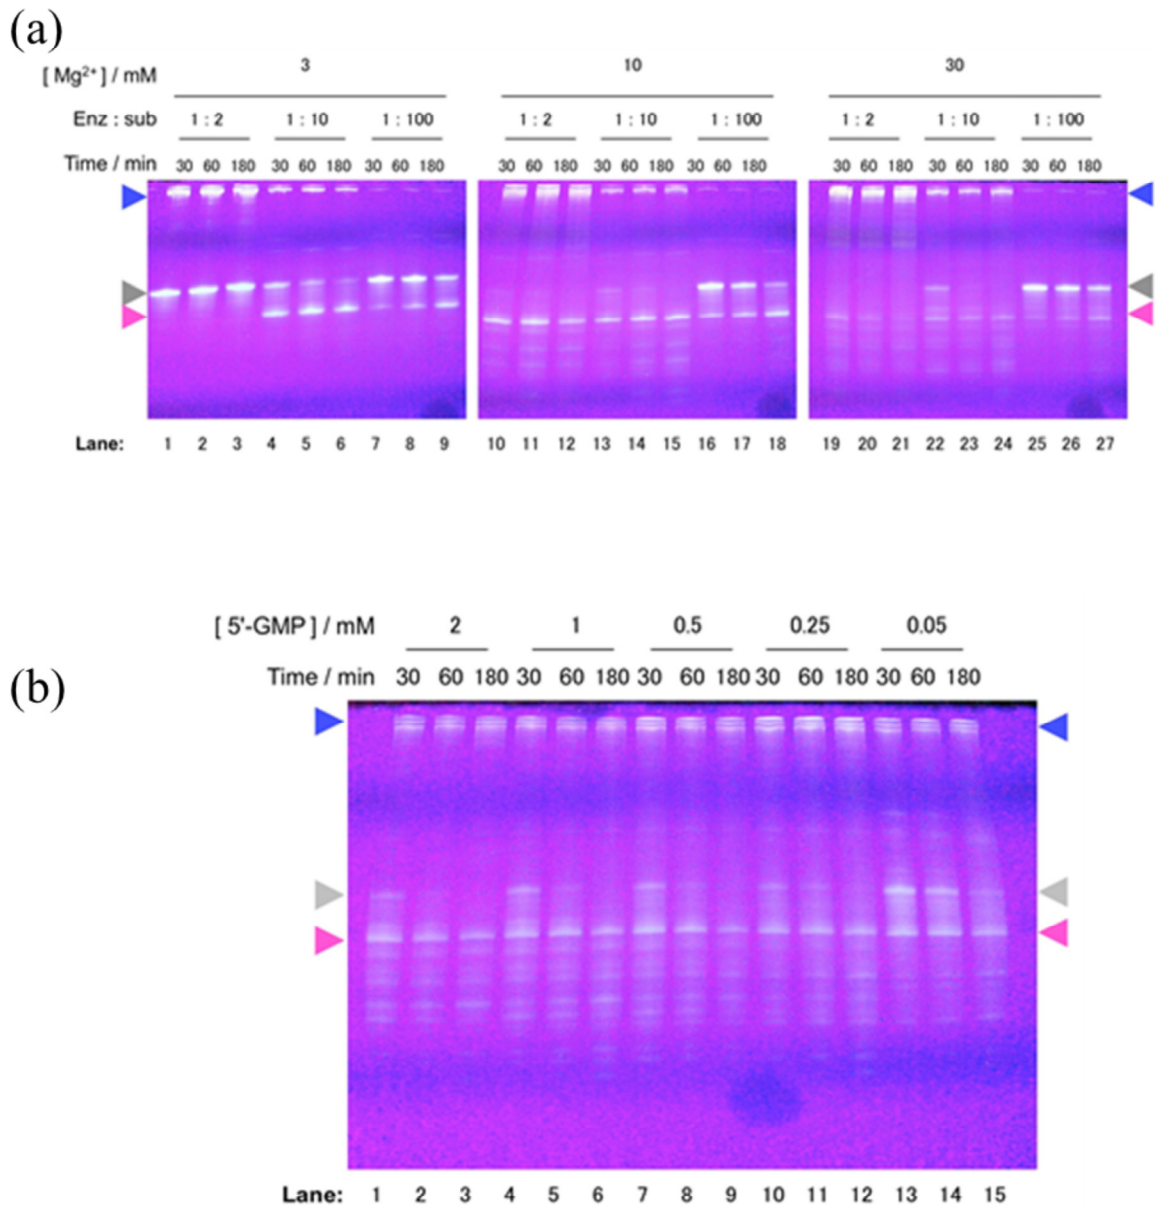 (a)
[ Mg²⁺ ] / mM 3 10 30
Enz : sub 1 : 2 1 : 10 1 : 100 1 : 2 1 : 10 1 : 100 1 : 2 1 : 10 1 : 100
Time / min 30 60 180 30 60 180 30 60 180 30 60 180 30 60 180 30 60 180 30 60 180 30 60 180 30 60 180
Lane: 1 2 3 4 5 6 7 8 9 10 11 12 13 14 15 16 17 18 19 20 21 22 23 24 25 26 27
[ 5'-GMP ] / mM 2 1 0.5 0.25 0.05
(b)
Time / min 30 60 180 30 60 180 30 60 180 30 60 180 30 60 180
Lane: 1 2 3 4 5 6 7 8 9 10 11 12 13 14 15